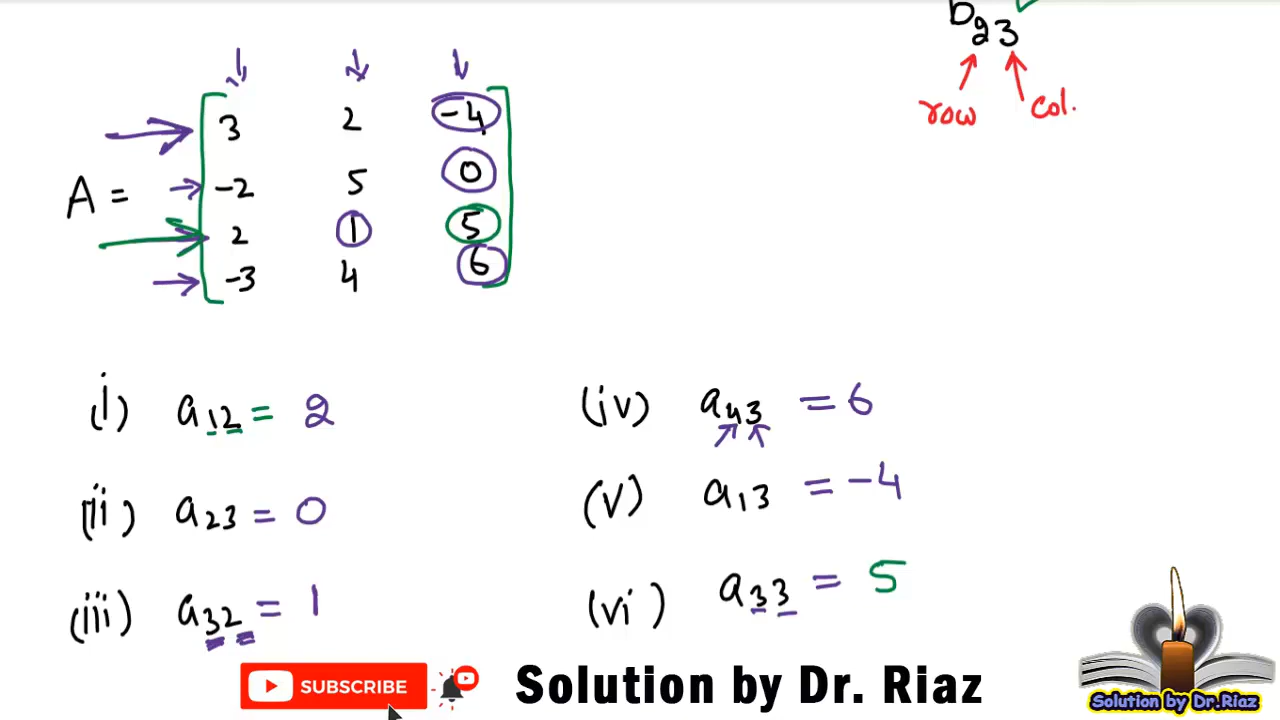 b23
row col.
3 2 -4
A = -2 5 0
2 1 5
-3 4 6
(i) a12 = 2
(iv) a43 = 6
(ii) a23 = 0
(v) a13 = -4
(iii) a32 = 1
(vi) a33 = 5
SUBSCRIBE
Solution by Dr. Riaz
Solution by Dr.Riaz